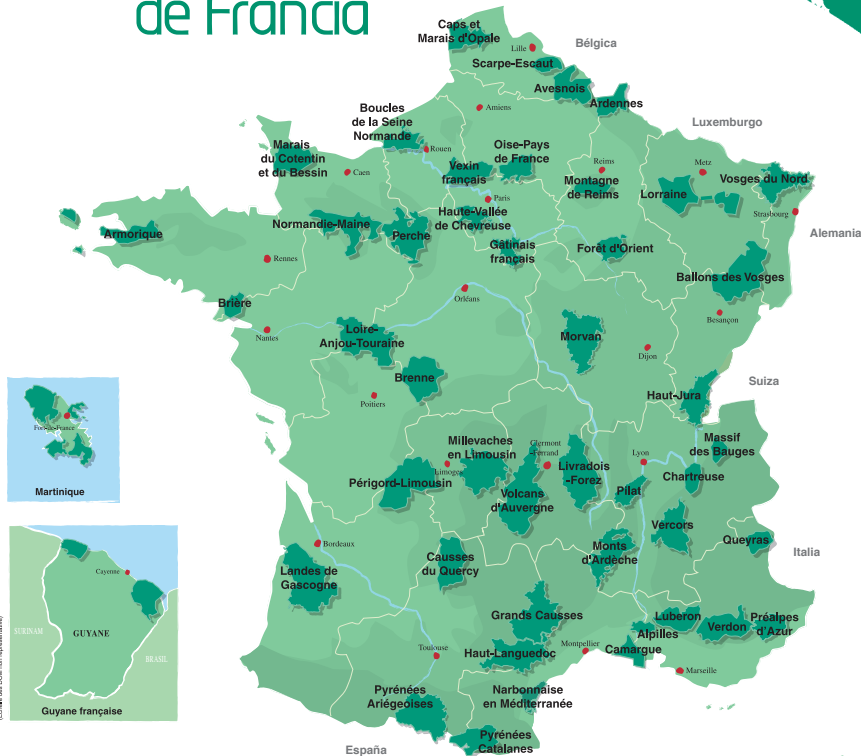 de Francia
Caps et
Marais d'Opale
Lille
Bélgica
Scarpe-Escaut
Avesnois
Ardennes
Amiens
Boucles
de la Seine
Normande
Luxemburgo
Marais
du Cotentin
et du Bessin
Rouen
Oise-Pays
de France
Caen
Vexin
français
Reims
Montagne
de Reims
Metz
Lorraine
Vosges du Nord
Paris
Strasbourg
Haute-Vallée
de Chevreuse
Armorique
Normandie-Maine
Perche
Alemania
Gâtinais
français
Forêt d'Orient
Rennes
Ballons des Vosges
Orléans
Brière
Besançon
Nantes
Loire-
Anjou-Touraine
Morvan
Dijon
Brenne
Suiza
Haut-Jura
Poitiers
Fort-de-France
Martinique
Massif
des Bauges
Millevaches
en Limousin
Clermont
-Ferrand
Lyon
Limoges
Livradois
-Forez
Chartreuse
Périgord-Limousin
Pilat
Volcans
d'Auvergne
Vercors
Bordeaux
Queyras
Italia
Causses
du Quercy
Monts
d'Ardèche
Landes de
Gascogne
Cayenne
Grands Causses
Luberon
Préalpes
d'Azur
Verdon
Alpilles
SURINAM
GUYANE
BRASIL
Toulouse
Haut-Languedoc
Montpellier
Camargue
Marseille
Pyrénées
Ariégeoises
Narbonnaise
en Méditerranée
Guyane française
Pyrénées
Catalanes
España